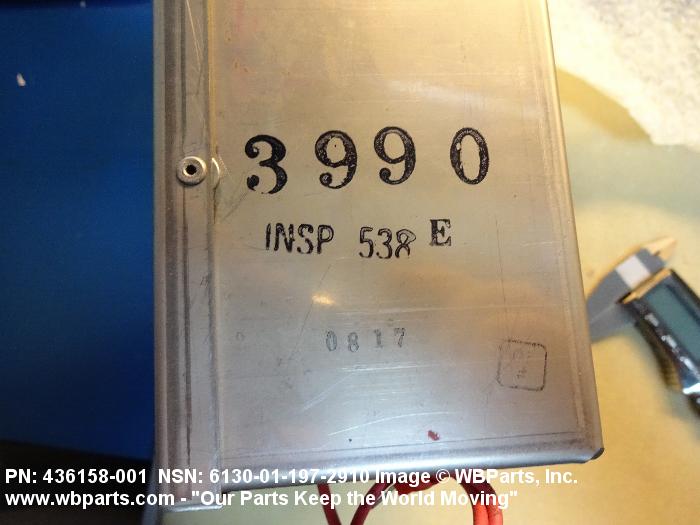 3990
INSP 538 E
0817
PN: 436158-001 NSN: 6130-01-197-2910 Image © WBParts, Inc.
www.wbparts.com - "Our Parts Keep the World Moving"